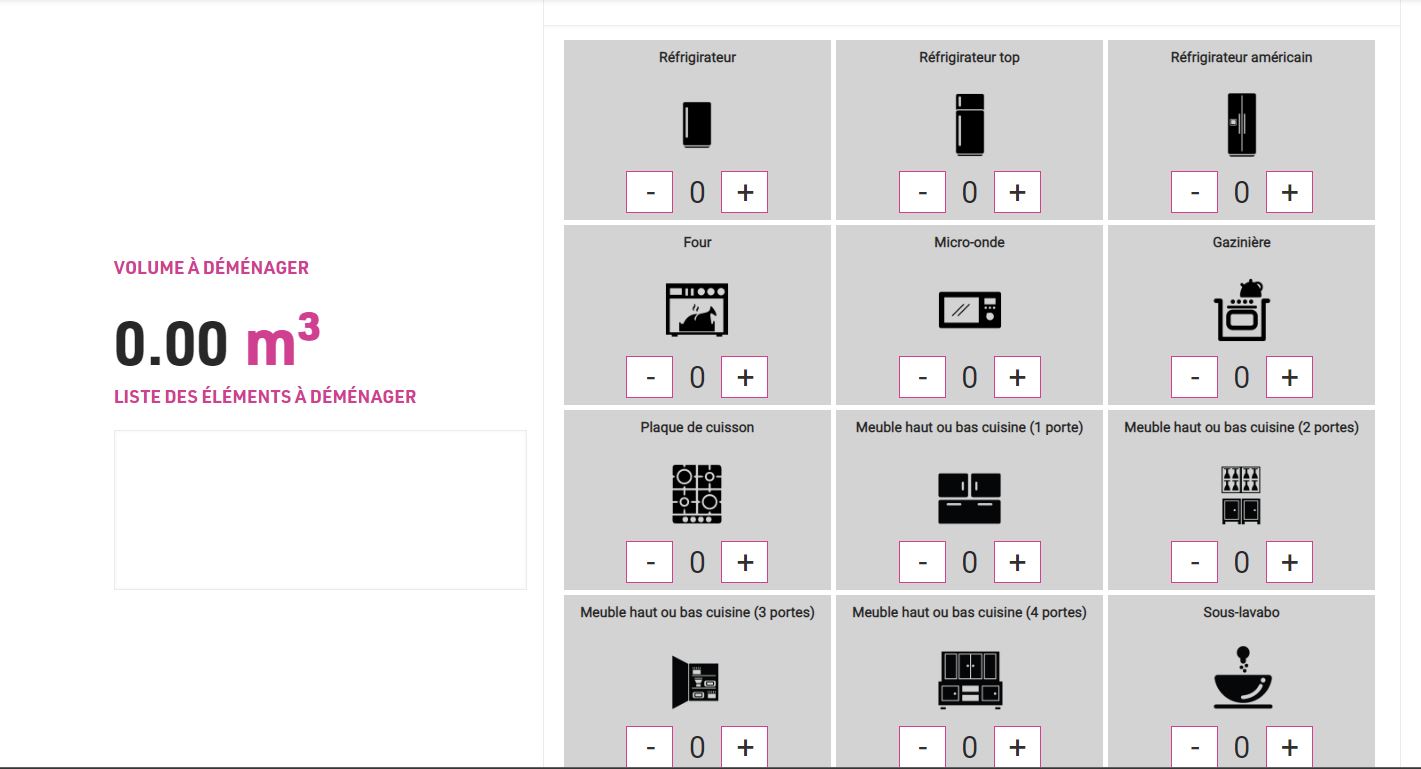 VOLUME À DÉMÉNAGER
0.00 m³
LISTE DES ÉLÉMENTS À DÉMÉNAGER
Réfrigirateur
Réfrigirateur top
Réfrigirateur américain
- 0 +
- 0 +
- 0 +
Four
Micro-onde
Gazinière
- 0 +
- 0 +
- 0 +
Plaque de cuisson
Meuble haut ou bas cuisine (1 porte)
Meuble haut ou bas cuisine (2 portes)
- 0 +
- 0 +
- 0 +
Meuble haut ou bas cuisine (3 portes)
Meuble haut ou bas cuisine (4 portes)
Sous-lavabo
- 0 +
- 0 +
- 0 +